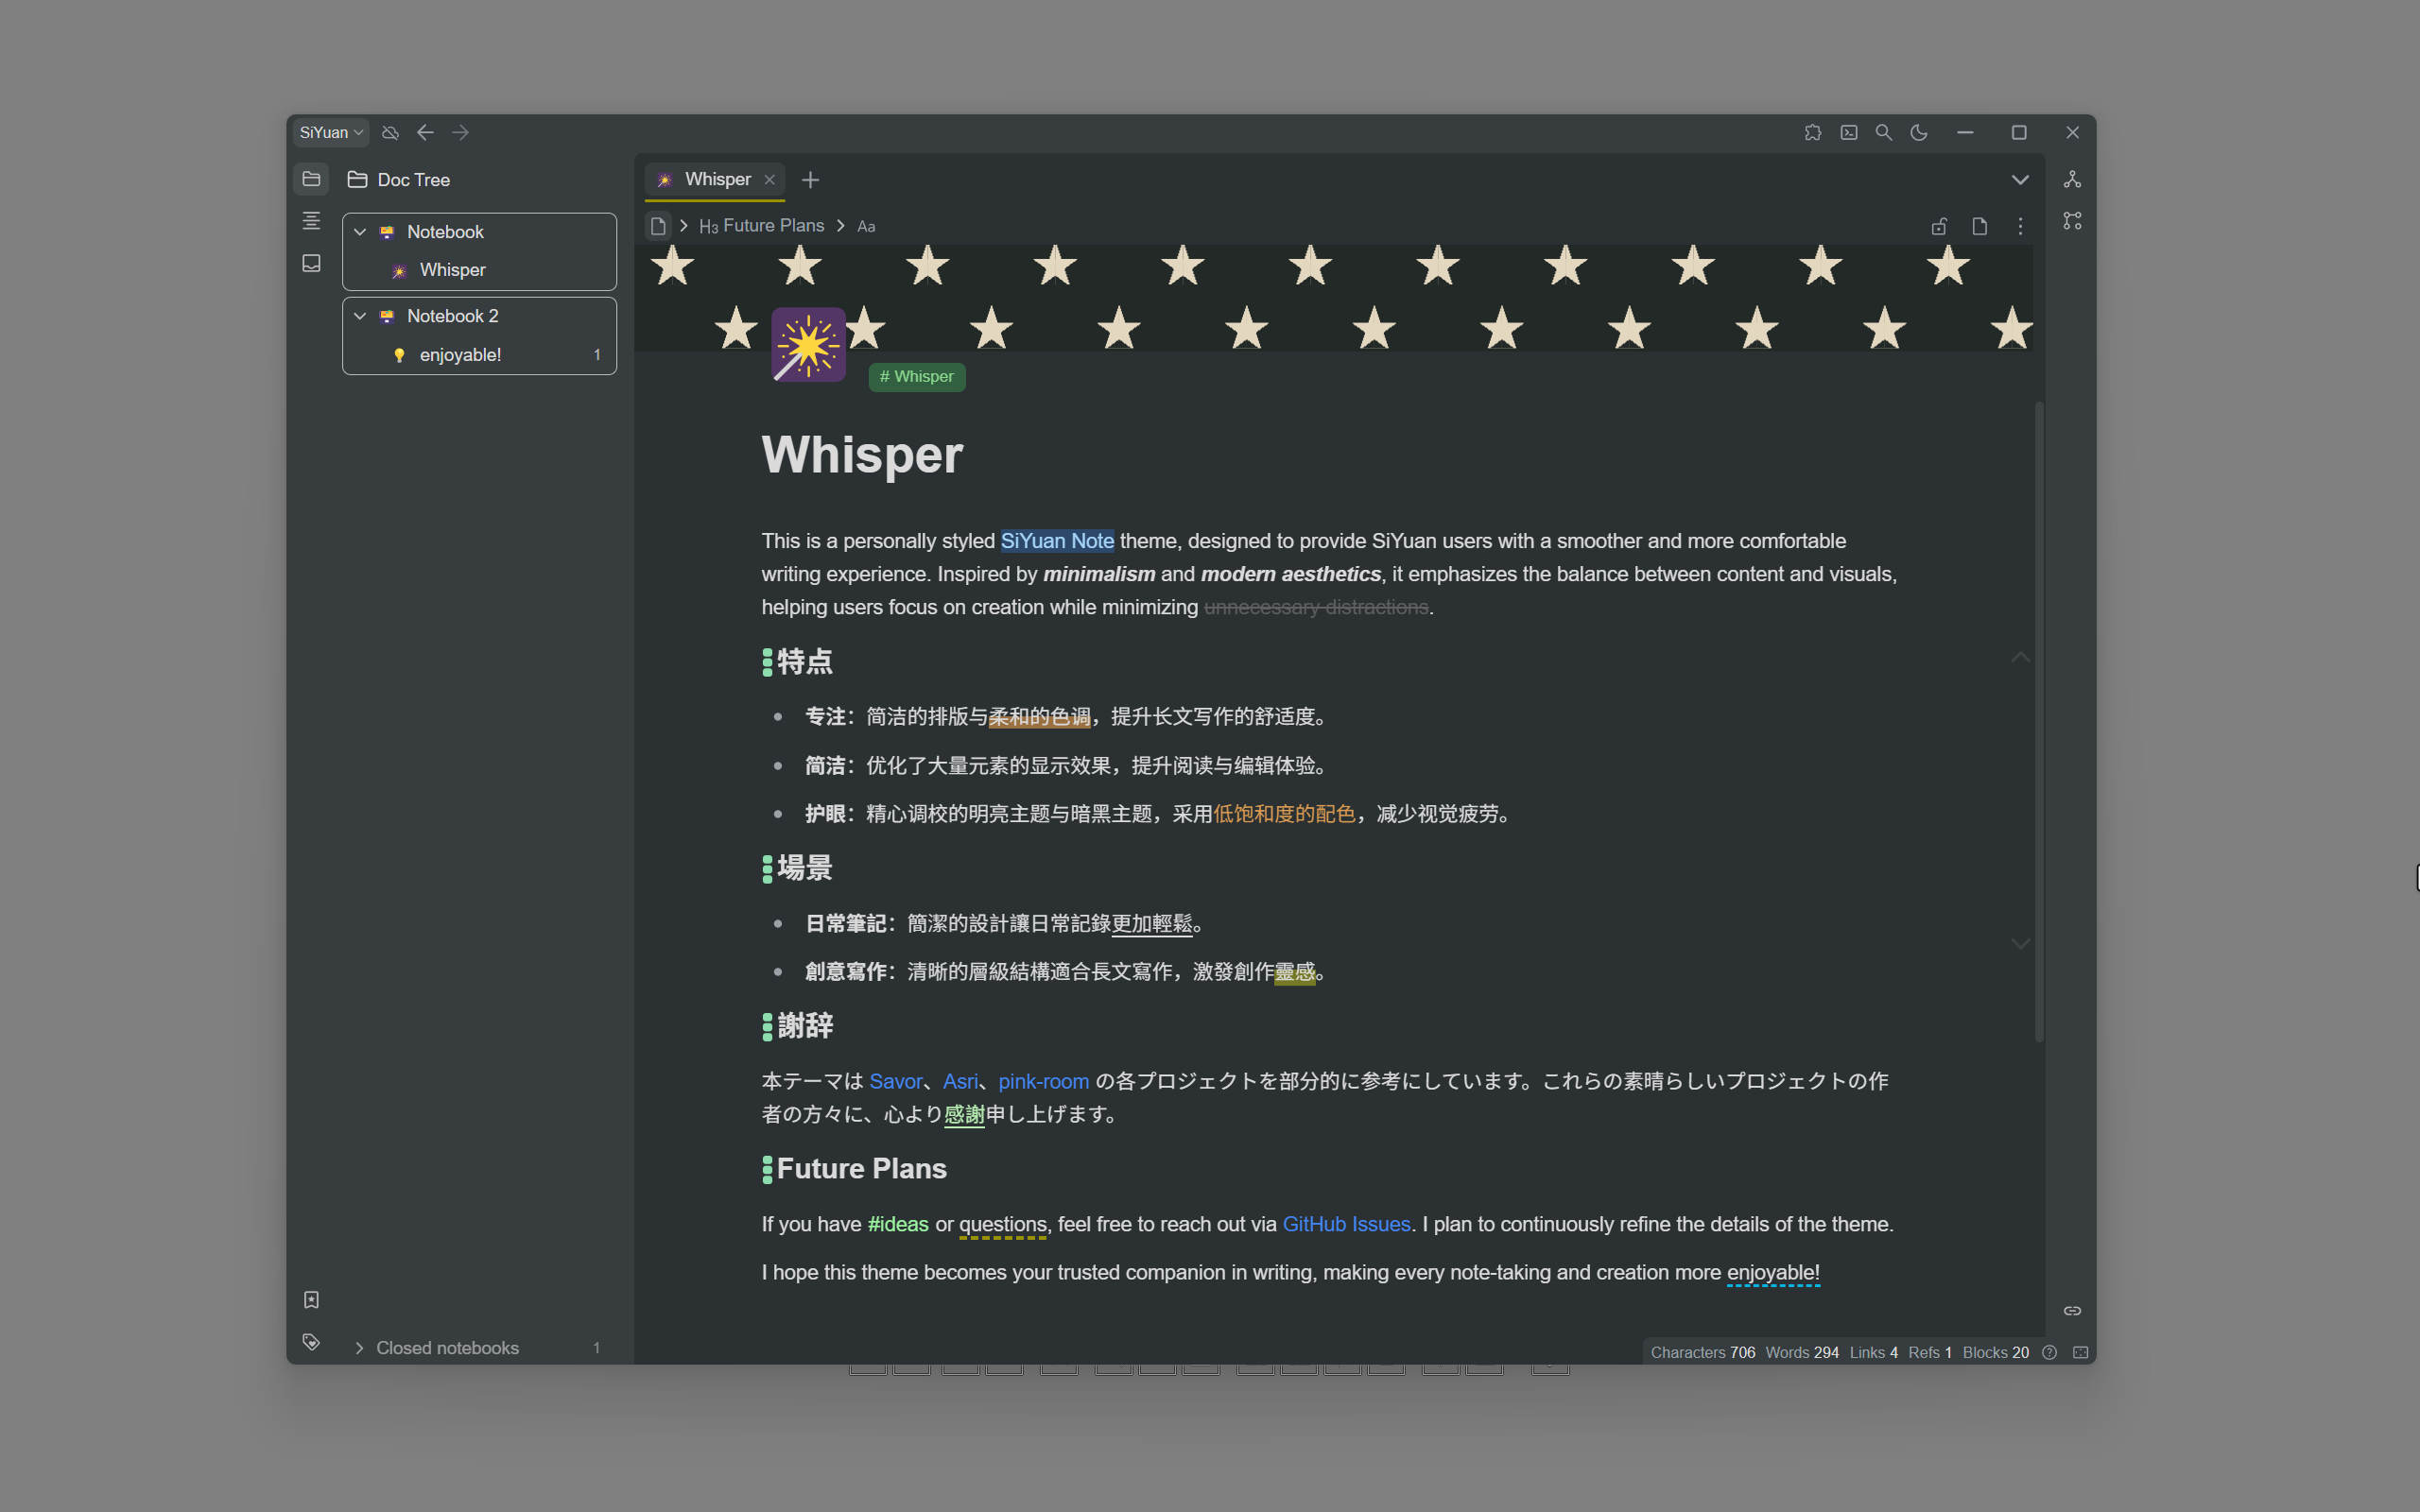 SiYuan
Doc Tree
Notebook
Whisper
Notebook 2
enjoyable! 1
Closed notebooks 1
Whisper
H3 Future Plans Aa
# Whisper
Whisper
This is a personally styled SiYuan Note theme, designed to provide SiYuan users with a smoother and more comfortable
writing experience. Inspired by minimalism and modern aesthetics, it emphasizes the balance between content and visuals,
helping users focus on creation while minimizing unnecessary distractions.
特点
专注：简洁的排版与柔和的色调，提升长文写作的舒适度。
简洁：优化了大量元素的显示效果，提升阅读与编辑体验。
护眼：精心调校的明亮主题与暗黑主题，采用低饱和度的配色，减少视觉疲劳。
場景
日常筆記：簡潔的設計讓日常記錄更加輕鬆。
創意寫作：清晰的層級結構適合長文寫作，激發創作靈感。
謝辞
本テーマは Savor、Asri、pink-room の各プロジェクトを部分的に参考にしています。これらの素晴らしいプロジェクトの作
者の方々に、心より感謝申し上げます。
Future Plans
If you have #ideas or questions, feel free to reach out via GitHub Issues. I plan to continuously refine the details of the theme.
I hope this theme becomes your trusted companion in writing, making every note-taking and creation more enjoyable!
Characters 706 Words 294 Links 4 Refs 1 Blocks 20